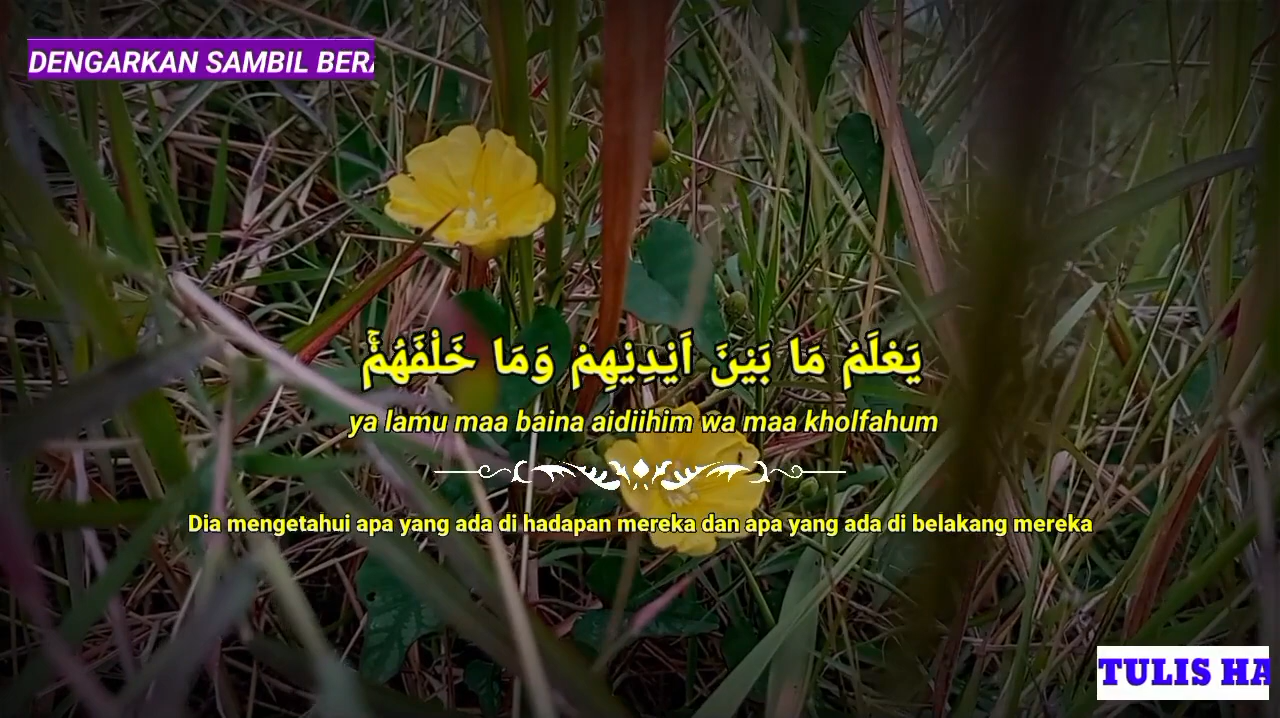 DENGARKAN SAMBIL BER
يَعْلَمُ مَا بَيْنَ اَيْدِيْهِمْ وَمَا خَلْفَهُمْۚ
ya lamu maa baina aidiihim wa maa kholfahum
Dia mengetahui apa yang ada di hadapan mereka dan apa yang ada di belakang mereka
TULIS HA